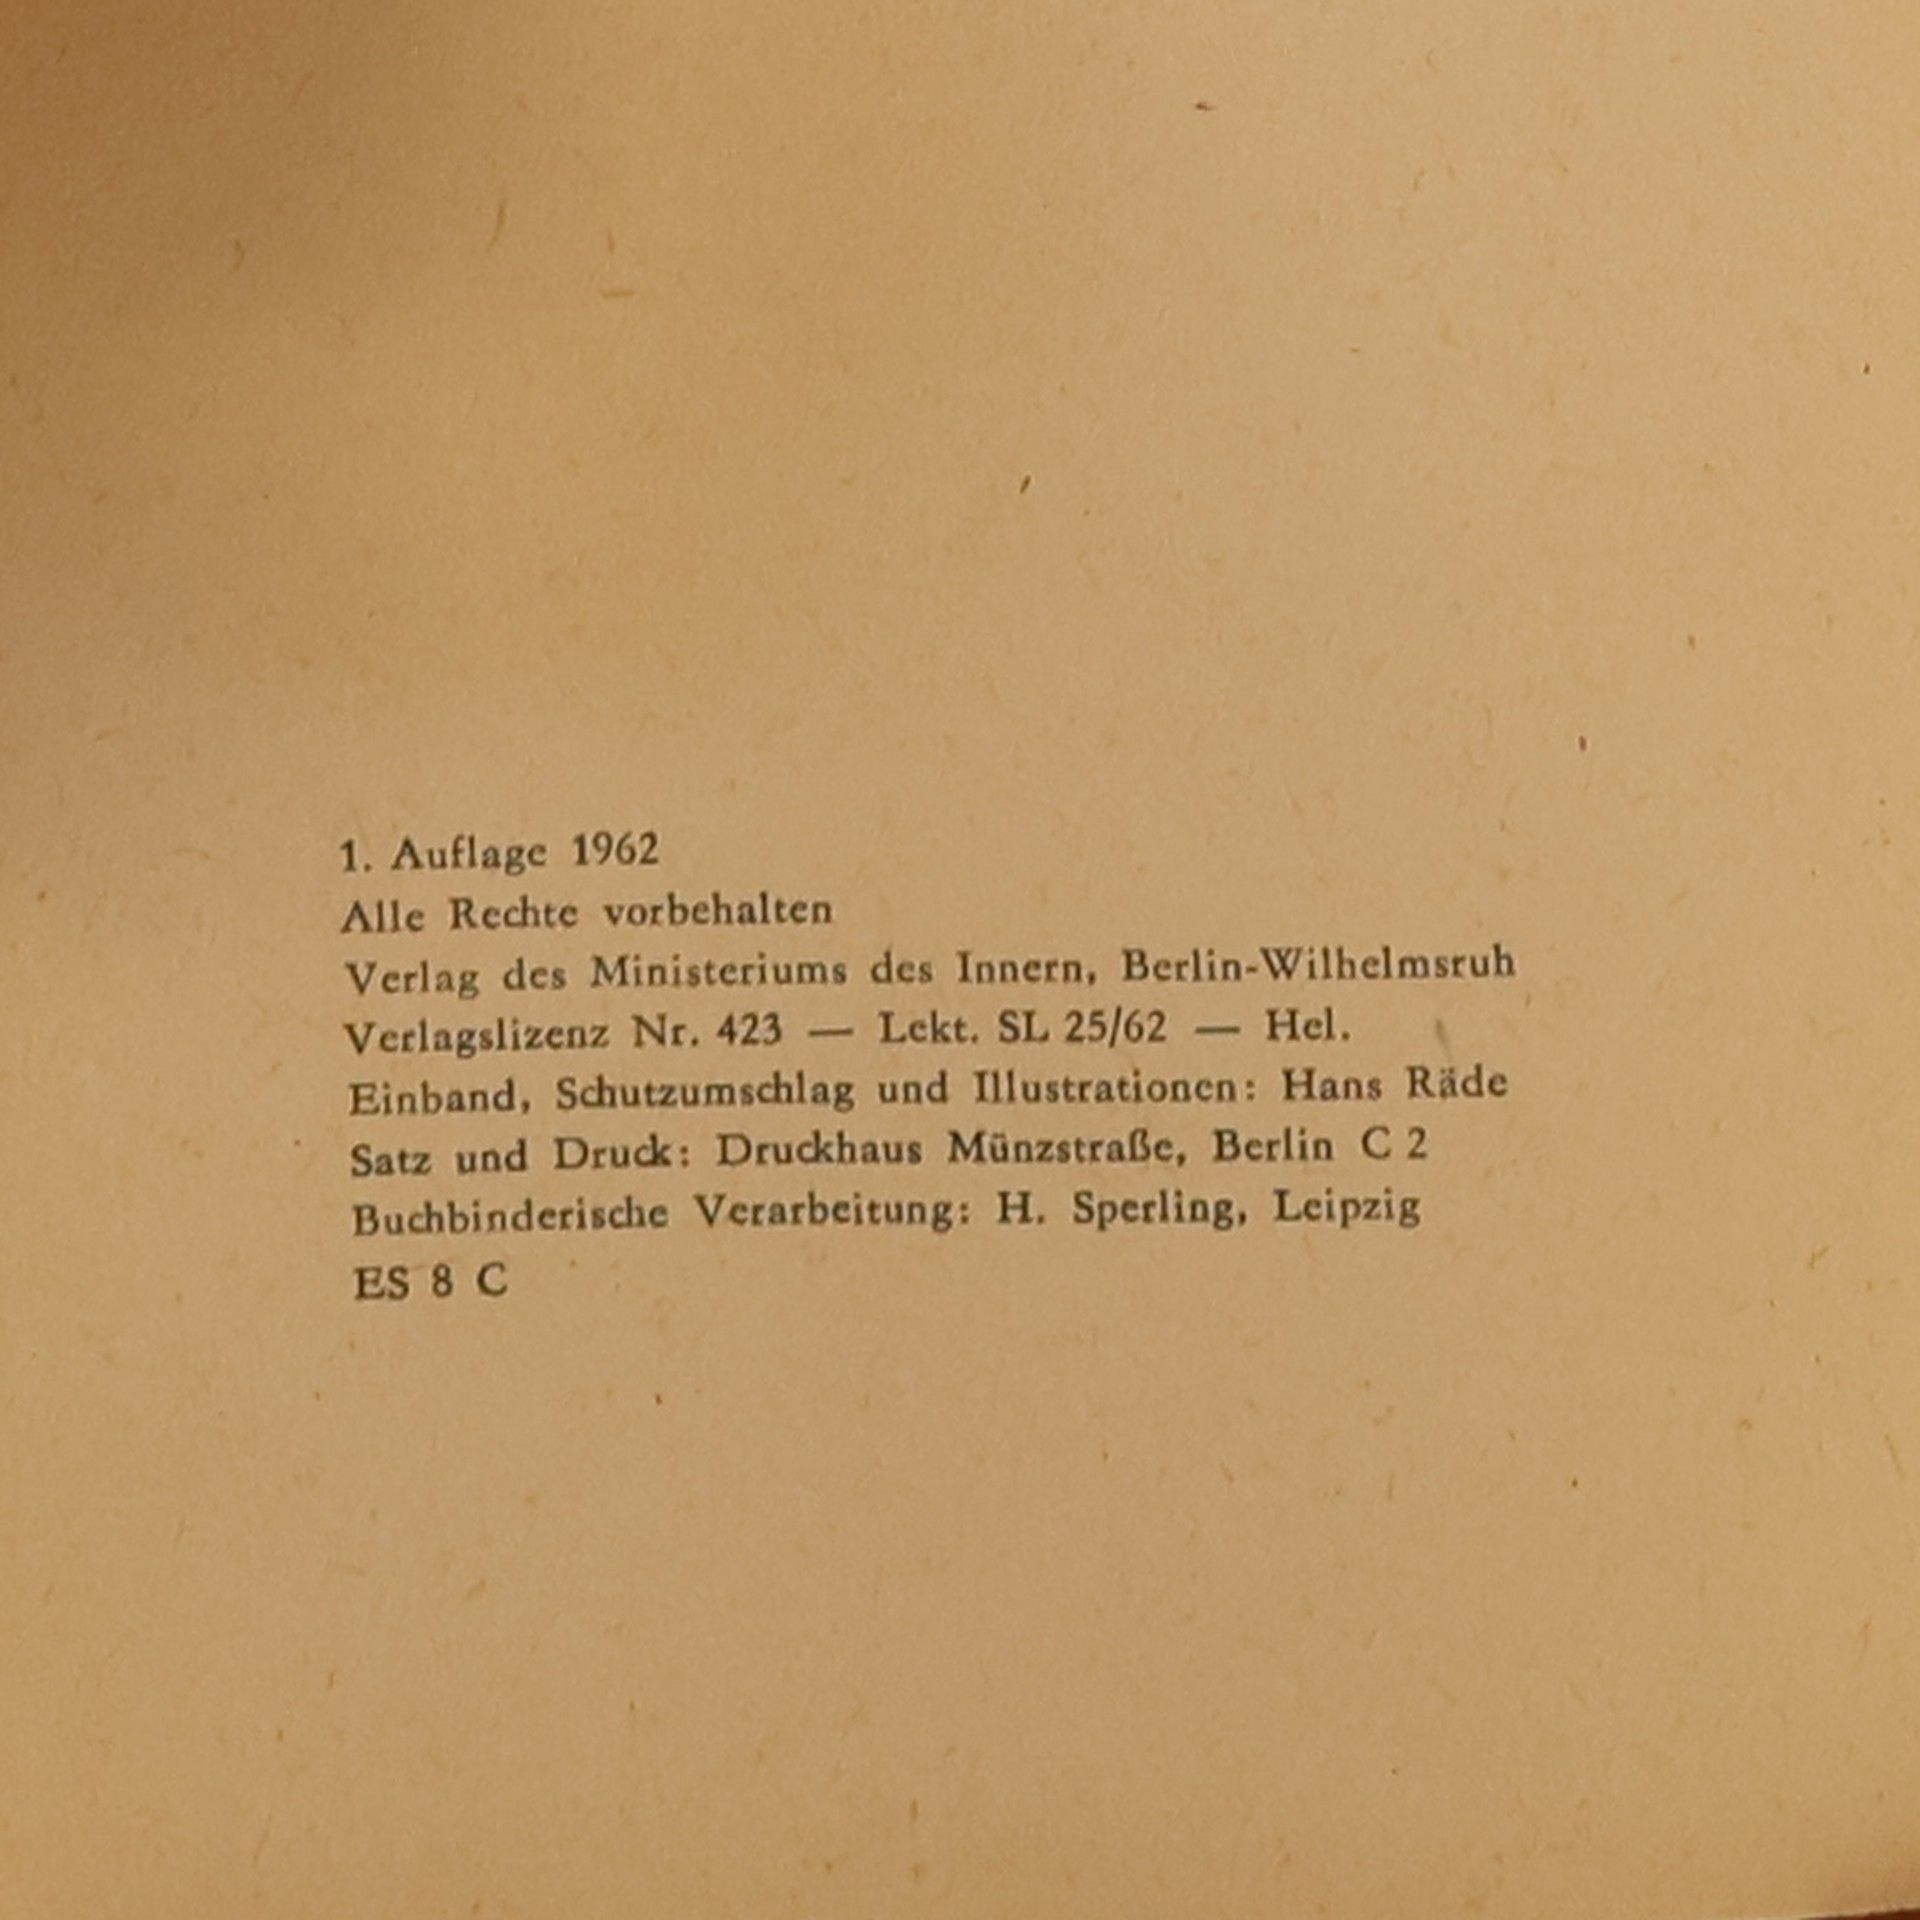 1. Auflage 1962
Alle Rechte vorbehalten
Verlag des Ministeriums des Innern, Berlin-Wilhelmsruh
Verlagslizenz Nr. 423 — Lekt. SL 25/62 — Hel.
Einband, Schutzumschlag und Illustrationen: Hans Räde
Satz und Druck: Druckhaus Münzstraße, Berlin C 2
Buchbinderische Verarbeitung: H. Sperling, Leipzig
ES 8 C